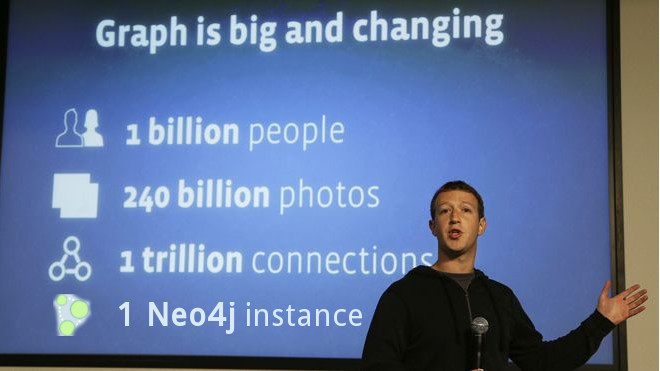 Graph is big and changing
1 billion people
240 billion photos
1 trillion connections
1 Neo4j instance